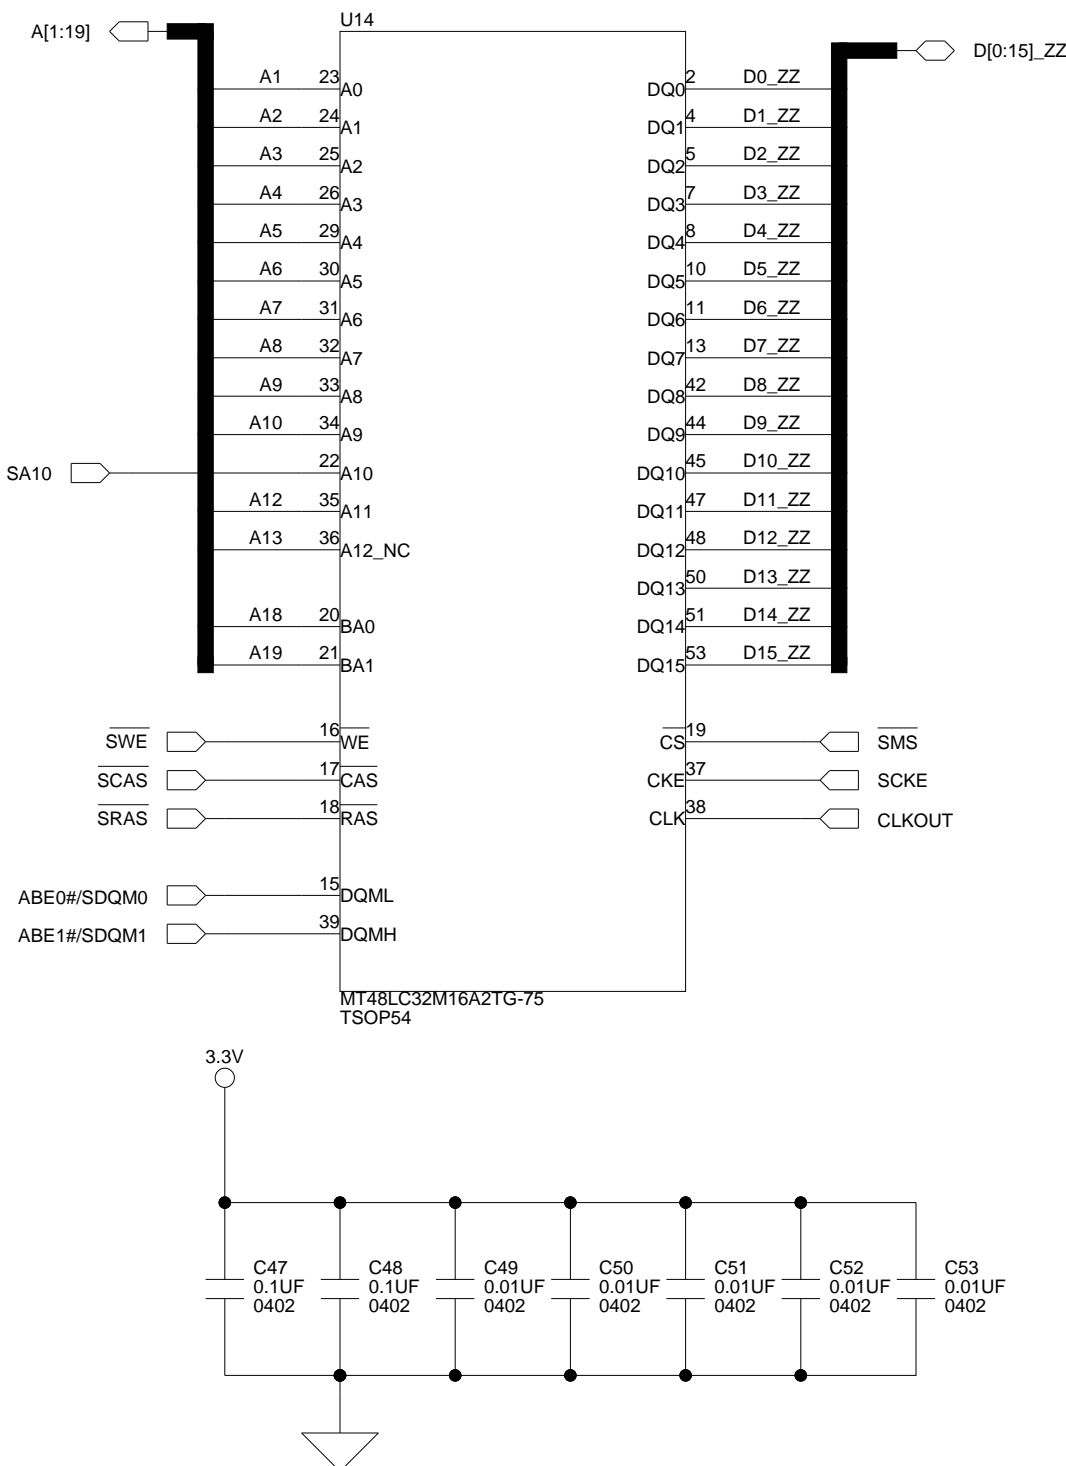 U14
A[1:19]
D[0:15]_ZZ
A1 23 A0 DQ0 2 D0_ZZ
A2 24 A1 DQ1 4 D1_ZZ
A3 25 A2 DQ2 5 D2_ZZ
A4 26 A3 DQ3 7 D3_ZZ
A5 29 A4 DQ4 8 D4_ZZ
A6 30 A5 DQ5 10 D5_ZZ
A7 31 A6 DQ6 11 D6_ZZ
A8 32 A7 DQ7 13 D7_ZZ
A9 33 A8 DQ8 42 D8_ZZ
A10 34 A9 DQ9 44 D9_ZZ
SA10 22 A10 DQ10 45 D10_ZZ
A12 35 A11 DQ11 47 D11_ZZ
A13 36 A12_NC DQ12 48 D12_ZZ
DQ13 50 D13_ZZ
A18 20 BA0 DQ14 51 D14_ZZ
A19 21 BA1 DQ15 53 D15_ZZ
SWE 16 WE CS 19 SMS
SCAS 17 CAS CKE 37 SCKE
SRAS 18 RAS CLK 38 CLKOUT
ABE0#/SDQM0 15 DQML
ABE1#/SDQM1 39 DQMH
MT48LC32M16A2TG-75
TSOP54
3.3V
C47 C48 C49 C50 C51 C52 C53
0.1UF 0.1UF 0.01UF 0.01UF 0.01UF 0.01UF 0.01UF
0402 0402 0402 0402 0402 0402 0402